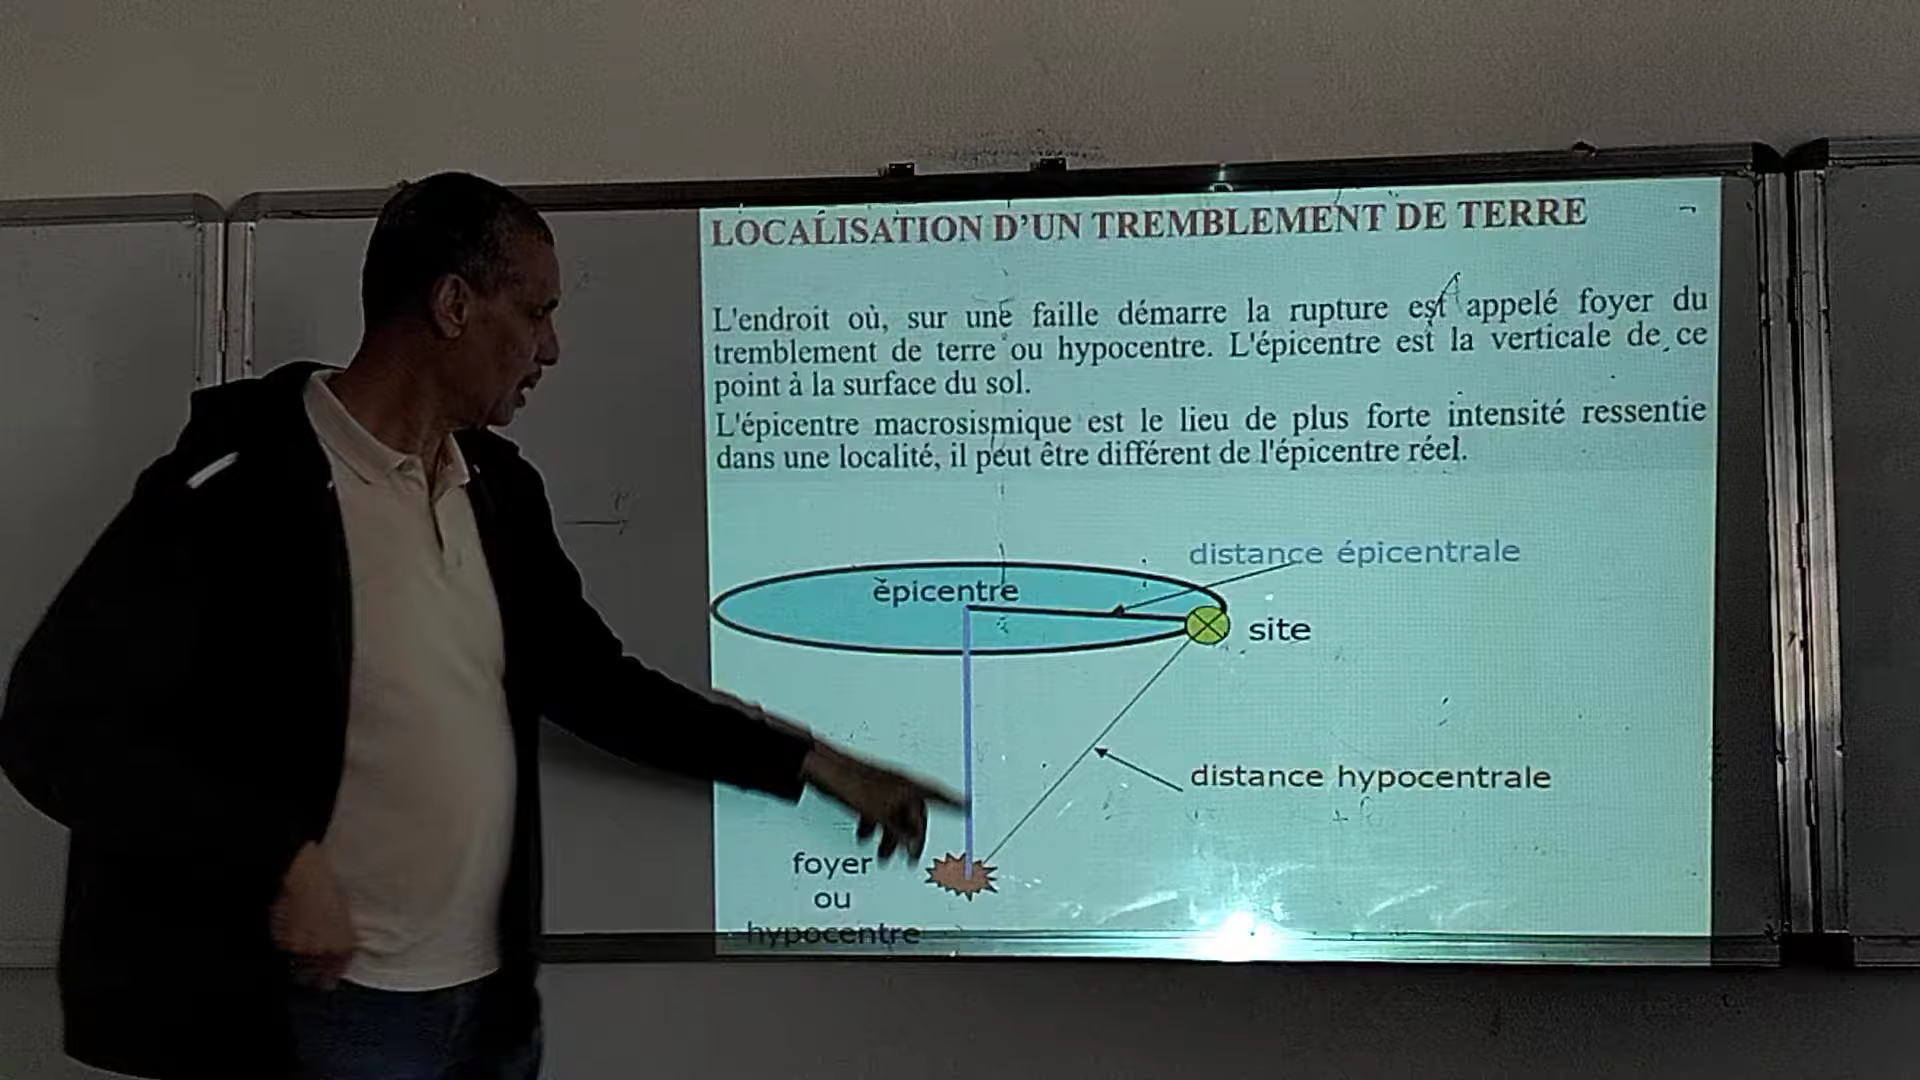 LOCALISATION D'UN TREMBLEMENT DE TERRE
L'endroit où, sur une faille démarre la rupture est appelé foyer du
tremblement de terre ou hypocentre. L'épicentre est la verticale de ce
point à la surface du sol.
L'épicentre macrosismique est le lieu de plus forte intensité ressentie
dans une localité, il peut être différent de l'épicentre réel.
distance épicentrale
épicentre
site
distance hypocentrale
foyer
ou
hypocentre